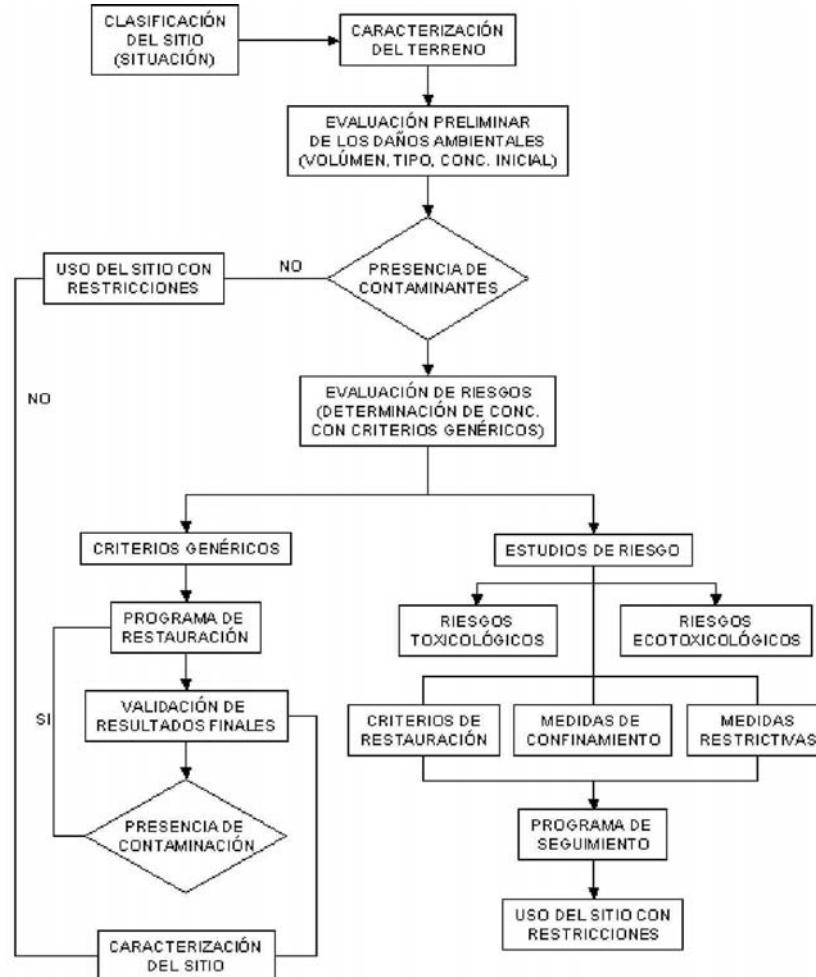 CLASIFICACIÓN
DEL SITIO
(SITUACIÓN)
CARACTERIZACIÓN
DEL TERRENO
EVALUACIÓN PRELIMINAR
DE LOS DAÑOS AMBIENTALES
(VOLÚMEN, TIPO, CONC. INICIAL)
PRESENCIA DE
CONTAMINANTES
NO
USO DEL SITIO CON
RESTRICCIONES
NO
EVALUACIÓN DE RIESGOS
(DETERMINACIÓN DE CONC.
CON CRITERIOS GENÉRICOS)
CRITERIOS GENÉRICOS
PROGRAMA DE
RESTAURACIÓN
VALIDACIÓN DE
RESULTADOS FINALES
SI
PRESENCIA DE
CONTAMINACIÓN
CARACTERIZACIÓN
DEL SITIO
ESTUDIOS DE RIESGO
RIESGOS
TOXICOLÓGICOS
RIESGOS
ECOTOXICOLÓGICOS
CRITERIOS DE
RESTAURACIÓN
MEDIDAS DE
CONFINAMIENTO
MEDIDAS
RESTRICTIVAS
PROGRAMA DE
SEGUIMIENTO
USO DEL SITIO CON
RESTRICCIONES